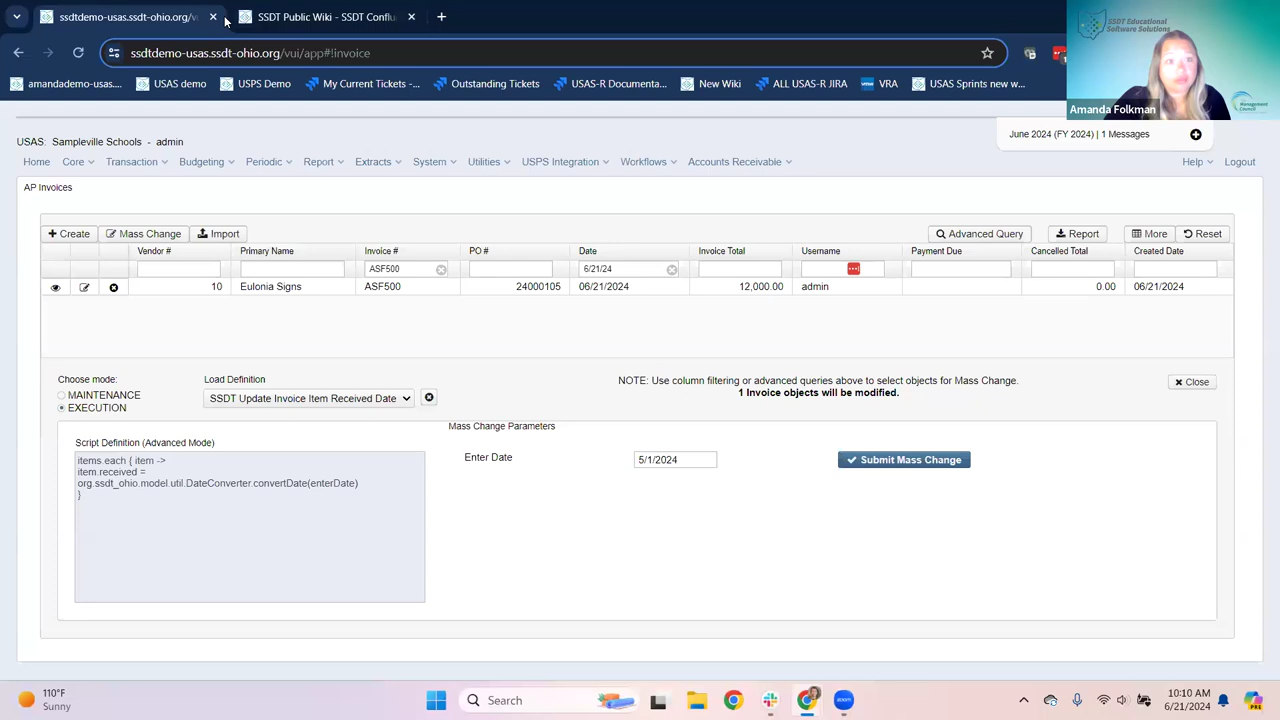 ssdtdemo-usas.ssdt-ohio.org/v
SSDT Public Wiki - SSDT Conflu
ssdtdemo-usas.ssdt-ohio.org/vui/app#!invoice
amandademo-usas....
USAS demo
USPS Demo
My Current Tickets -...
Outstanding Tickets
USAS-R Documenta...
New Wiki
ALL USAS-R JIRA
VRA
USAS Sprints new w...
SSDT Educational
Software Solutions
Management
Council
Amanda Folkman
June 2024 (FY 2024) | 1 Messages
USAS: Sampleville Schools - admin
Home Core Transaction Budgeting Periodic Report Extracts System Utilities USPS Integration Workflows Accounts Receivable Help Logout
AP Invoices
Create Mass Change Import Advanced Query Report More Reset
Vendor # Primary Name Invoice # PO # Date Invoice Total Username Payment Due Cancelled Total Created Date
ASF500 6/21/24
10 Eulonia Signs ASF500 24000105 06/21/2024 12,000.00 admin 0.00 06/21/2024
Choose mode:
MAINTENANCE
EXECUTION
Load Definition
SSDT Update Invoice Item Received Date
NOTE: Use column filtering or advanced queries above to select objects for Mass Change.
1 Invoice objects will be modified.
Close
Mass Change Parameters
Script Definition (Advanced Mode)
items.each { item ->
item.received =
org.ssdt_ohio.model.util.DateConverter.convertDate(enterDate)
}
Enter Date
5/1/2024
Submit Mass Change
110°F
Sunny
Search
10:10 AM
6/21/2024
PRE